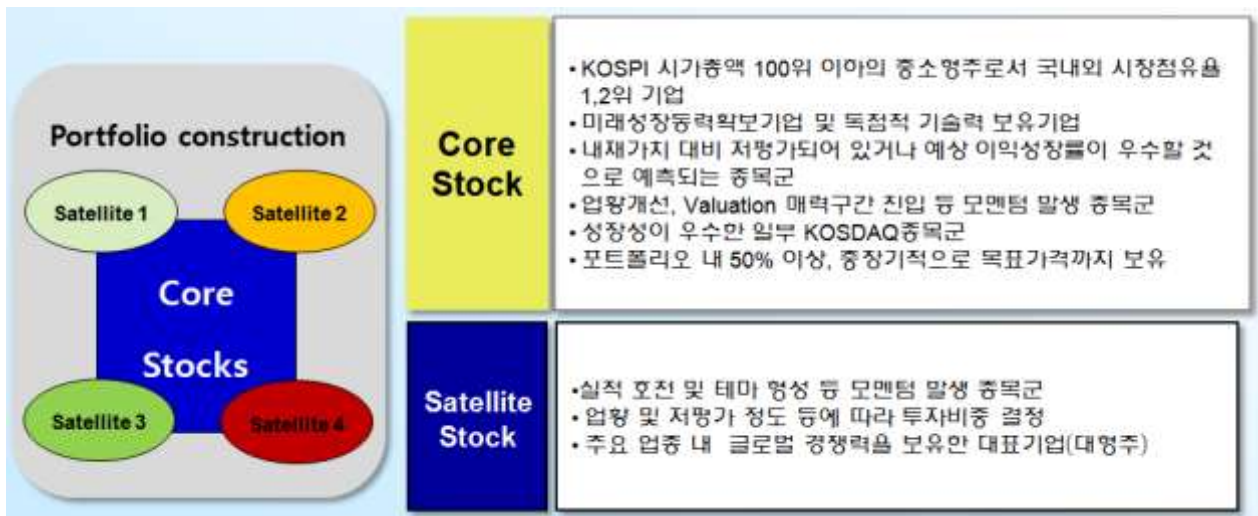 Portfolio construction
Satellite 1
Satellite 2
Core
Stocks
Satellite 3
Satellite 4
Core
Stock
•KOSPI 시가총액 100위 이하의 중소형주로서 국내외 시장점유율
1,2위 기업
•미래성장동력확보기업 및 독점적 기술력 보유기업
•내재가치 대비 저평가되어 있거나 예상 이익성장률이 우수할 것
으로 예측되는 종목군
•업황개선, Valuation 매력구간 진입 등 모멘텀 발생 종목군
•성장성이 우수한 일부 KOSDAQ종목군
•포트폴리오 내 50% 이상, 중장기적으로 목표가격까지 보유
Satellite
Stock
•실적 호전 및 테마 형성 등 모멘텀 발생 종목군
•업황 및 저평가 정도 등에 따라 투자비중 결정
•주요 업종 내 글로벌 경쟁력을 보유한 대표기업(대형주)